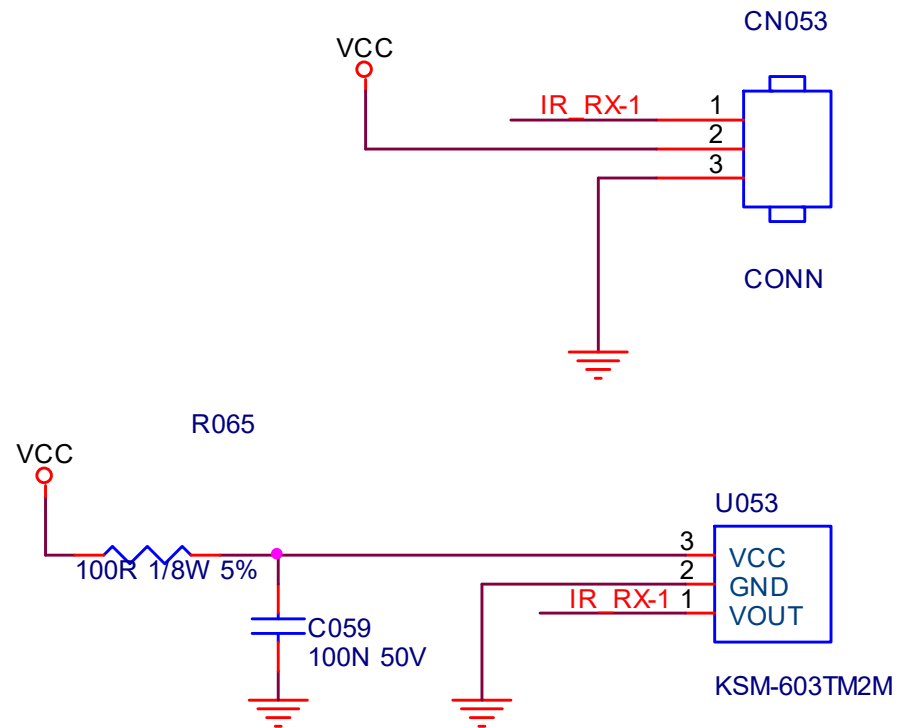 CN053
VCC
IR_RX-1 1
2
3
CONN
R065
VCC
U053
100R 1/8W 5%
3 VCC
2 GND
IR_RX-1 1 VOUT
C059
100N 50V
KSM-603TM2M